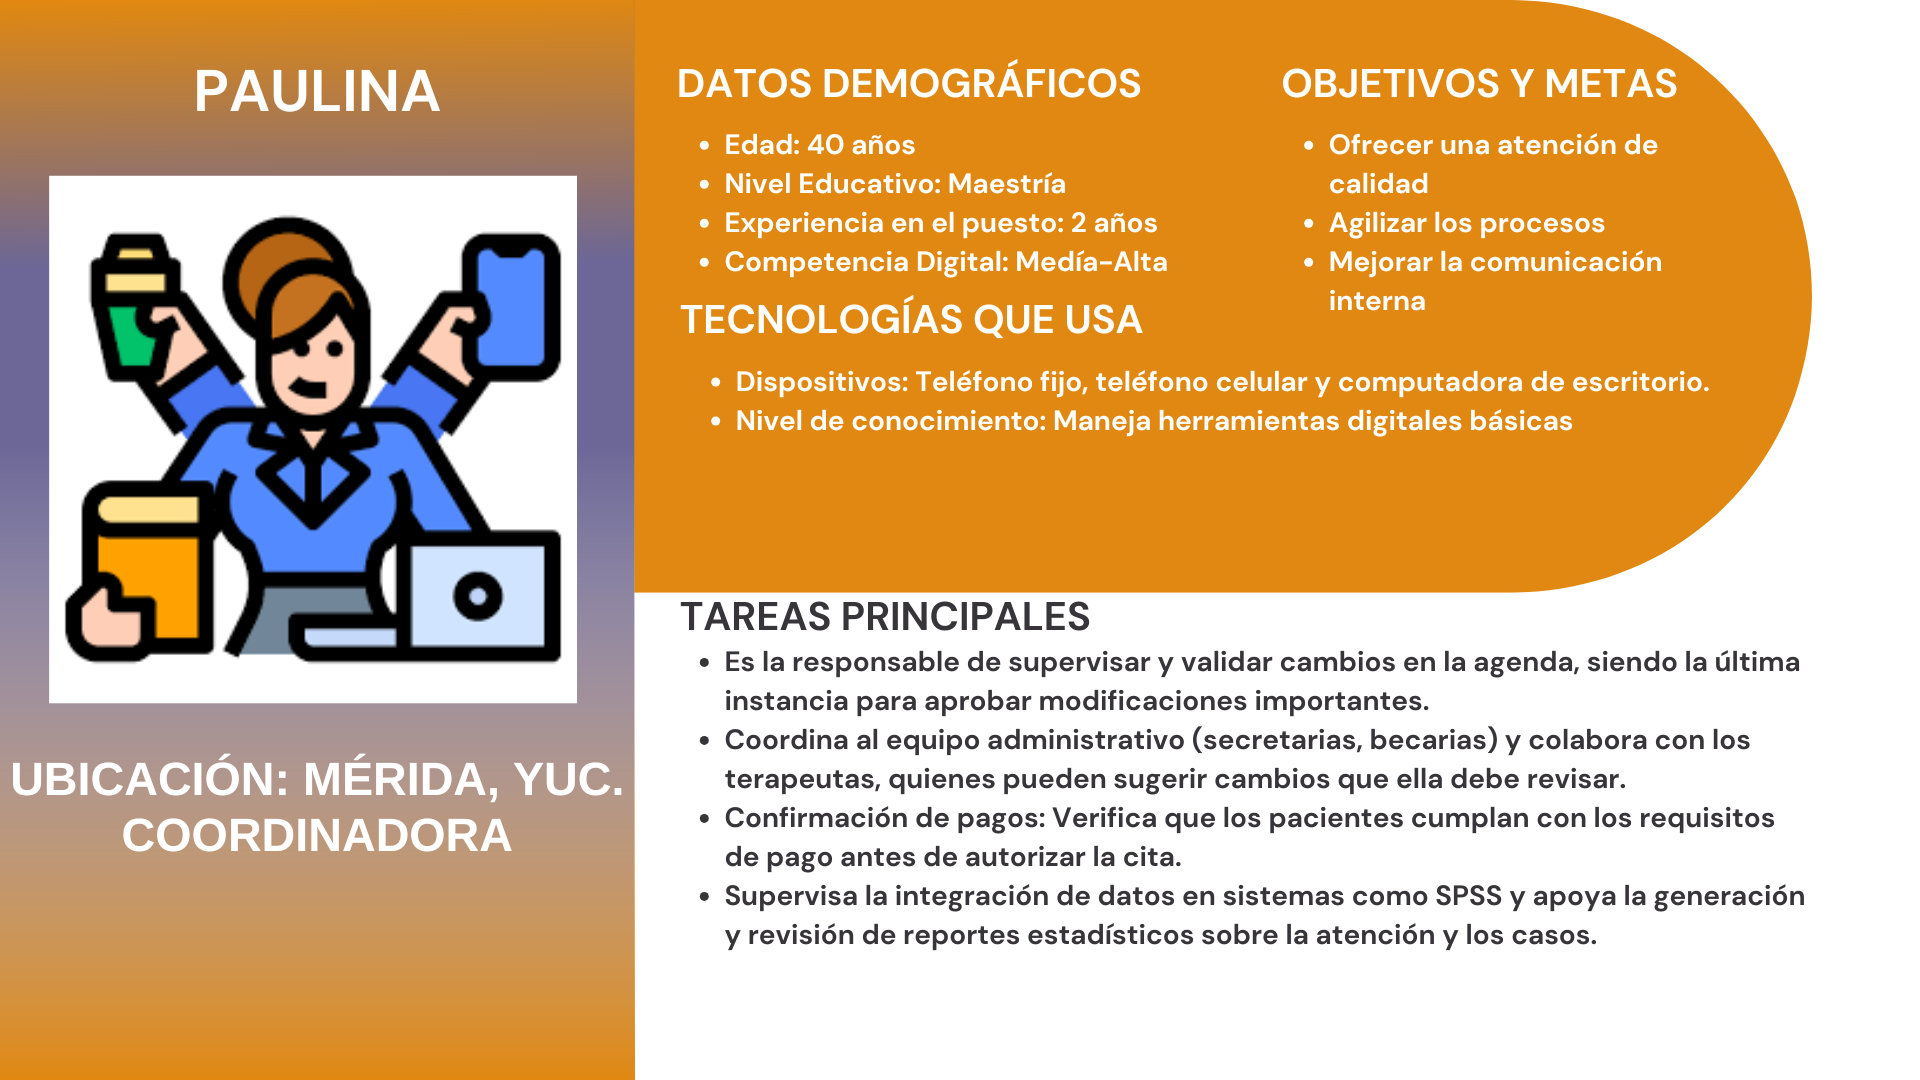 PAULINA
UBICACIÓN: MÉRIDA, YUC.
COORDINADORA
DATOS DEMOGRÁFICOS
• Edad: 40 años
• Nivel Educativo: Maestría
• Experiencia en el puesto: 2 años
• Competencia Digital: Medía-Alta
OBJETIVOS Y METAS
• Ofrecer una atención de
calidad
• Agilizar los procesos
• Mejorar la comunicación
interna
TECNOLOGÍAS QUE USA
• Dispositivos: Teléfono fijo, teléfono celular y computadora de escritorio.
• Nivel de conocimiento: Maneja herramientas digitales básicas
TAREAS PRINCIPALES
• Es la responsable de supervisar y validar cambios en la agenda, siendo la última
instancia para aprobar modificaciones importantes.
• Coordina al equipo administrativo (secretarias, becarias) y colabora con los
terapeutas, quienes pueden sugerir cambios que ella debe revisar.
• Confirmación de pagos: Verifica que los pacientes cumplan con los requisitos
de pago antes de autorizar la cita.
• Supervisa la integración de datos en sistemas como SPSS y apoya la generación
y revisión de reportes estadísticos sobre la atención y los casos.